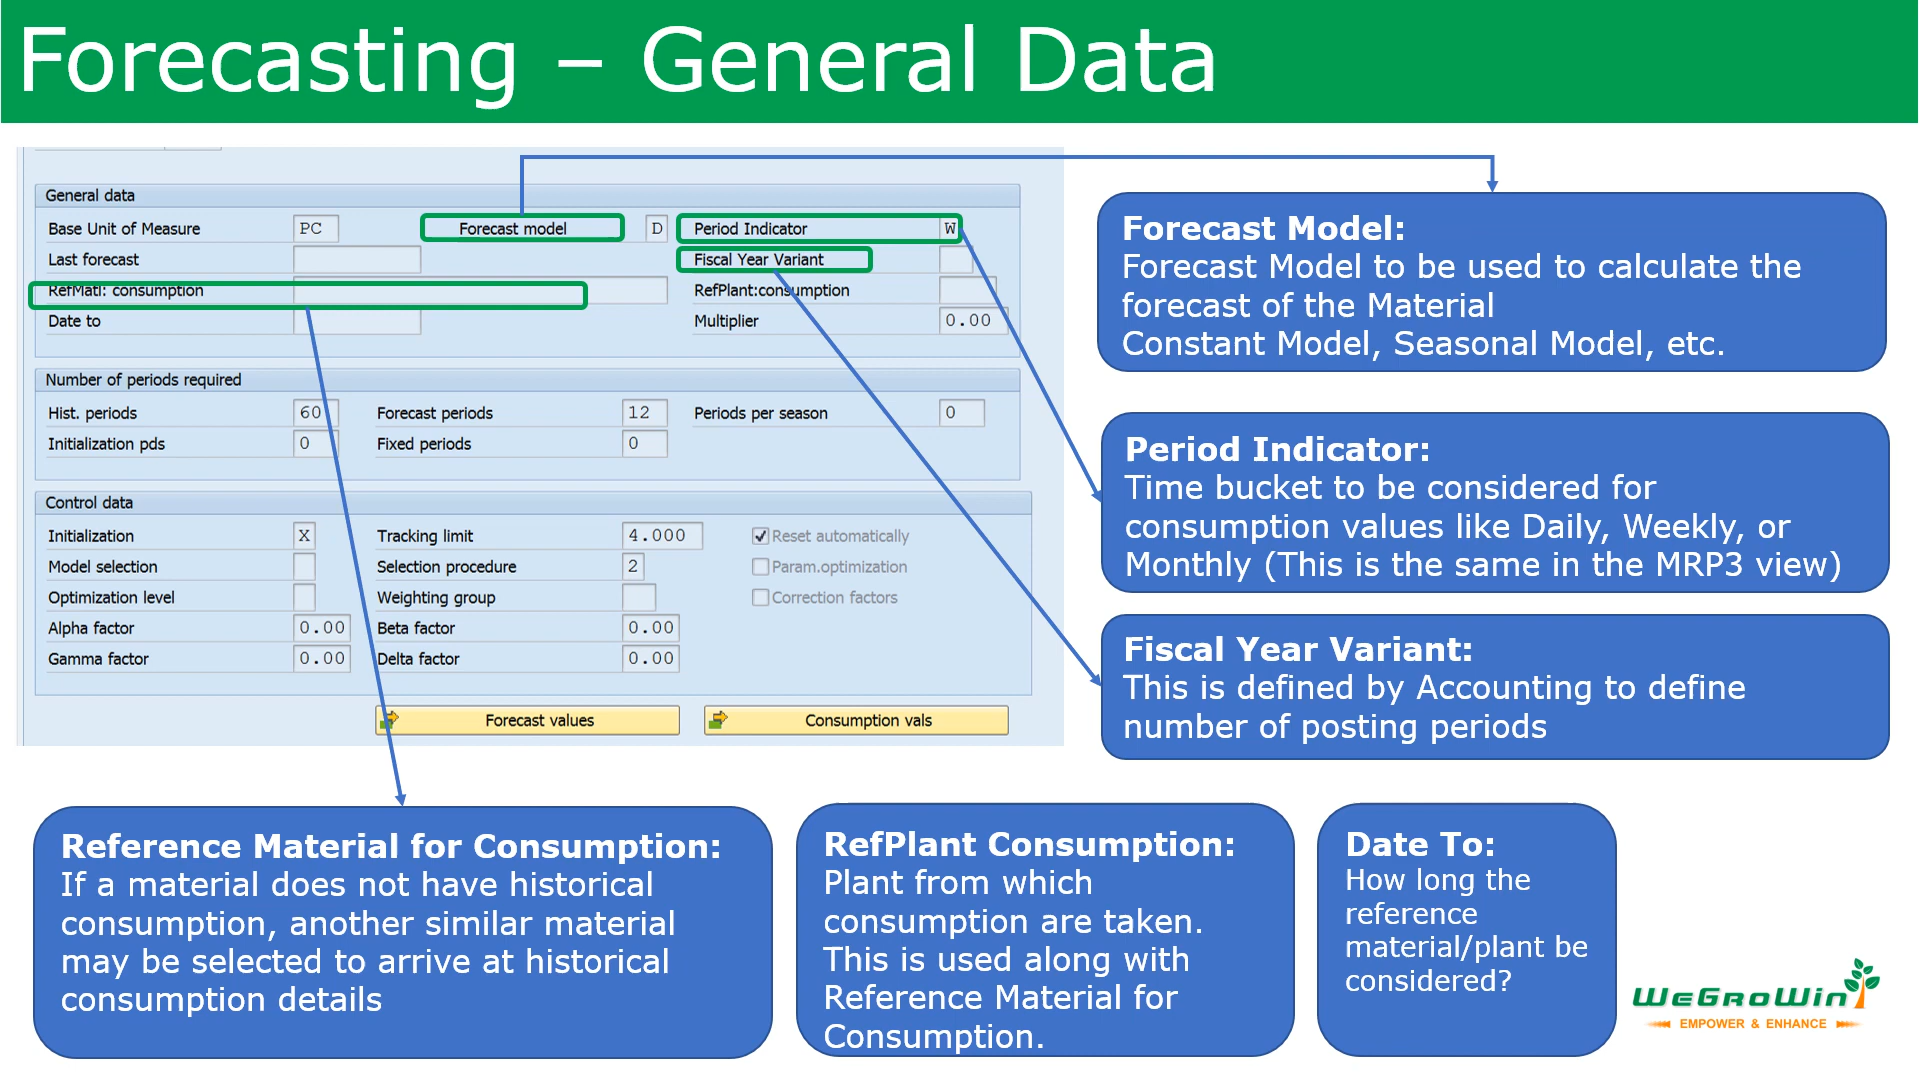 Forecasting – General Data
General data
Base Unit of Measure PC Forecast model D Period Indicator W
Last forecast Fiscal Year Variant
RefMatl: consumption RefPlant:consumption
Date to Multiplier 0.00
Number of periods required
Hist. periods 60 Forecast periods 12 Periods per season 0
Initialization pds 0 Fixed periods 0
Control data
Initialization X Tracking limit 4.000 Reset automatically
Model selection Selection procedure 2 Param.optimization
Optimization level Weighting group Correction factors
Alpha factor 0.00 Beta factor 0.00
Gamma factor 0.00 Delta factor 0.00
Forecast values Consumption vals
Forecast Model:
Forecast Model to be used to calculate the
forecast of the Material
Constant Model, Seasonal Model, etc.
Period Indicator:
Time bucket to be considered for
consumption values like Daily, Weekly, or
Monthly (This is the same in the MRP3 view)
Fiscal Year Variant:
This is defined by Accounting to define
number of posting periods
Reference Material for Consumption:
If a material does not have historical
consumption, another similar material
may be selected to arrive at historical
consumption details
RefPlant Consumption:
Plant from which
consumption are taken.
This is used along with
Reference Material for
Consumption.
Date To:
How long the
reference
material/plant be
considered?
WeGroWin
EMPOWER & ENHANCE